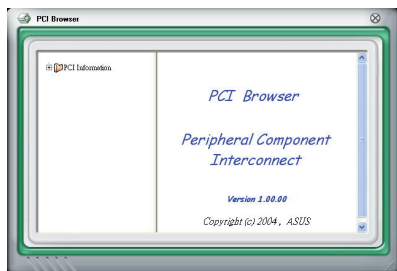 PCI Browser
PCI Information
PCI Browser
Peripheral Component
Interconnect
Version 1.00.00
Copyright (c) 2004, ASUS